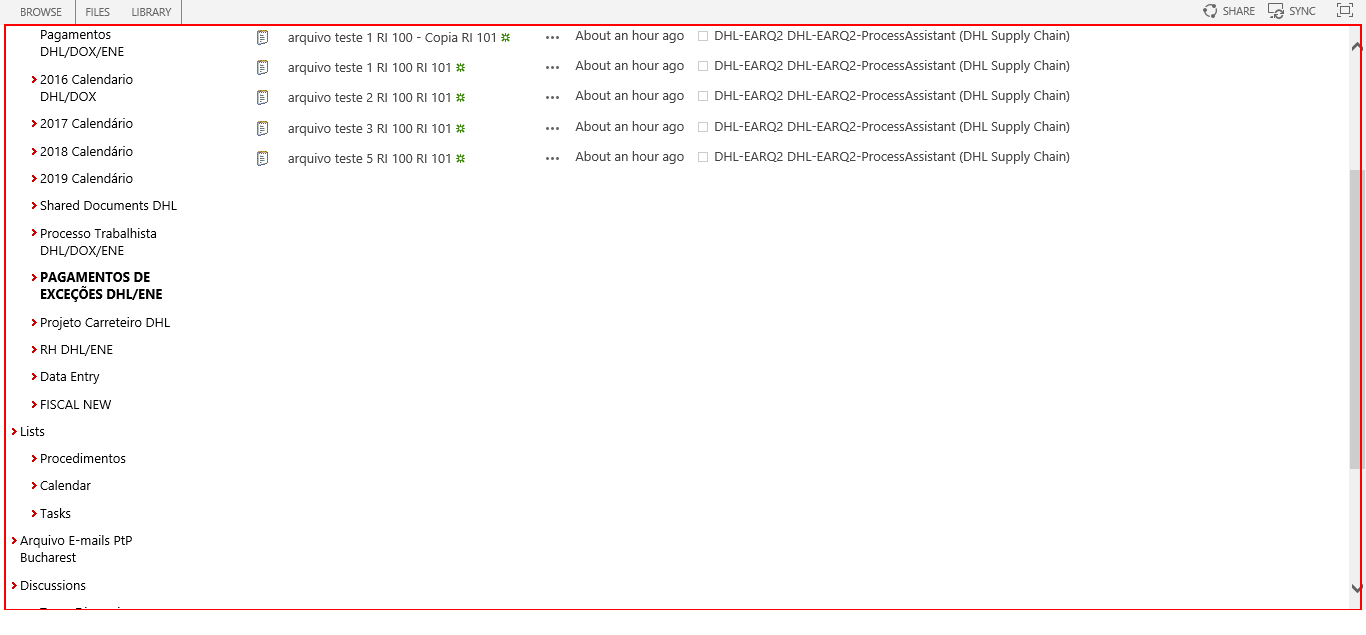 BROWSE FILES LIBRARY SHARE SYNC
Pagamentos
DHL/DOX/ENE
2016 Calendario
DHL/DOX
2017 Calendário
2018 Calendário
2019 Calendário
Shared Documents DHL
Processo Trabalhista
DHL/DOX/ENE
PAGAMENTOS DE
EXCEÇÕES DHL/ENE
Projeto Carreteiro DHL
RH DHL/ENE
Data Entry
FISCAL NEW
Lists
Procedimentos
Calendar
Tasks
Arquivo E-mails PtP
Bucharest
Discussions
arquivo teste 1 RI 100 - Copia RI 101 ... About an hour ago DHL-EARQ2 DHL-EARQ2-ProcessAssistant (DHL Supply Chain)
arquivo teste 1 RI 100 RI 101 ... About an hour ago DHL-EARQ2 DHL-EARQ2-ProcessAssistant (DHL Supply Chain)
arquivo teste 2 RI 100 RI 101 ... About an hour ago DHL-EARQ2 DHL-EARQ2-ProcessAssistant (DHL Supply Chain)
arquivo teste 3 RI 100 RI 101 ... About an hour ago DHL-EARQ2 DHL-EARQ2-ProcessAssistant (DHL Supply Chain)
arquivo teste 5 RI 100 RI 101 ... About an hour ago DHL-EARQ2 DHL-EARQ2-ProcessAssistant (DHL Supply Chain)